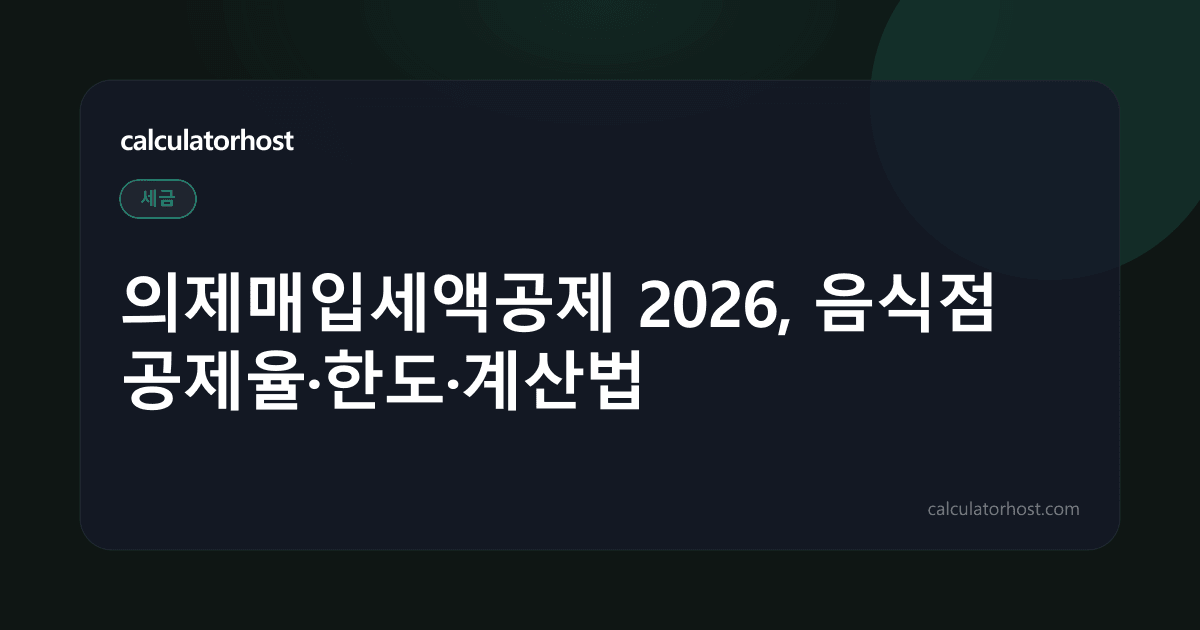 calculatorhost
세금
의제매입세액공제 2026, 음식점
공제율·한도·계산법
calculatorhost.com